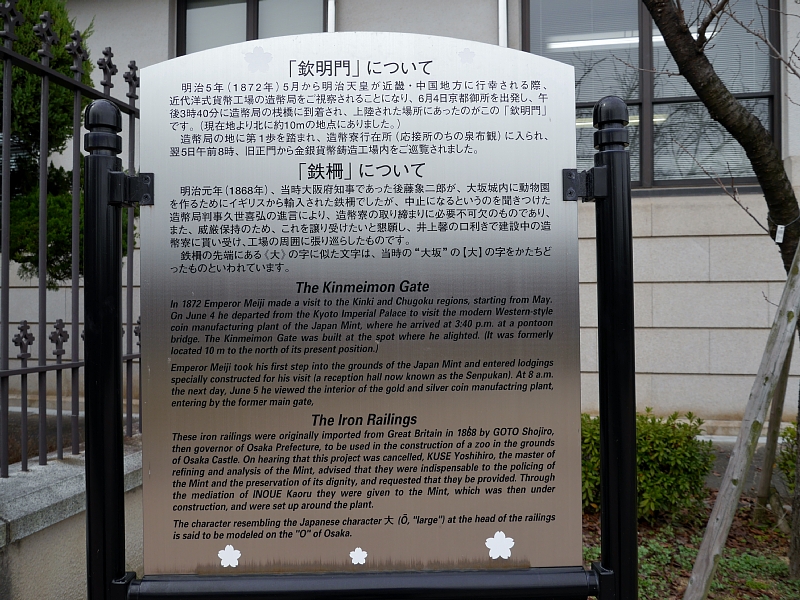 「欽明門」について
明治5年（1872年）5月から明治天皇が近畿・中国地方に行幸される際、
近代洋式貨幣工場の造幣局をご視察されることになり、6月4日京都御所を出発し、午
後3時40分に造幣局の桟橋に到着され、上陸された場所にあったのがこの「欽明門」
です。（現在地より北に約10mの地点にありました。）
造幣局の地に第1歩を踏まれ、造幣寮行在所（応接所のちの泉布観）に入られ、
翌5日午前8時、旧正門から金銀貨幣鋳造工場内をご巡覧されました。
「鉄柵」について
明治元年（1868年）、当時大阪府知事であった後藤象二郎が、大坂城内に動物園
を作るためにイギリスから輸入された鉄柵でしたが、中止になるというのを聞きつけた
造幣局判事久世喜弘の進言により、造幣寮の取り締まりに必要不可欠のものであり、
また、威厳保持のため、これを譲り受けたいと懇願し、井上馨の口利きで建設中の造
幣寮に貰い受け、工場の周囲に張り巡らしたものです。
鉄柵の先端にある《大》の字に似た文字は、当時の“大坂”の【大】の字をかたちど
ったものといわれています。
The Kinmeimon Gate
In 1872 Emperor Meiji made a visit to the Kinki and Chugoku regions, starting from May.
On June 4 he departed from the Kyoto Imperial Palace to visit the modern Western-style
coin manufacturing plant of the Japan Mint, where he arrived at 3:40 p.m. at a pontoon
bridge. The Kinmeimon Gate was built at the spot where he alighted. (It was formerly
located 10 m to the north of its present position.)
Emperor Meiji took his first step into the grounds of the Japan Mint and entered lodgings
specially constructed for his visit (a reception hall now known as the Senpukan). At 8 a.m.
the next day, June 5 he viewed the interior of the gold and silver coin manufactring plant,
entering by the former main gate,
The Iron Railings
These iron railings were originally imported from Great Britain in 1868 by GOTO Shojiro,
then governor of Osaka Prefecture, to be used in the construction of a zoo in the grounds
of Osaka Castle. On hearing that this project was cancelled, KUSE Yoshihiro, the master of
refining and analysis of the Mint, advised that they were indispensable to the policing of
the Mint and the preservation of its dignity, and requested that they be provided. Through
the mediation of INOUE Kaoru they were given to the Mint, which was then under
construction, and were set up around the plant.
The character resembling the Japanese character 大 (Ō, "large") at the head of the railings
is said to be modeled on the "O" of Osaka.